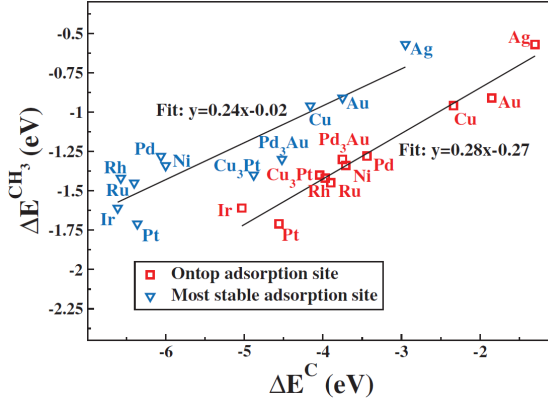 -0.5
-0.75
-1
-1.25
-1.5
-1.75
-2
-2.25
ΔE^CH3 (eV)
-6
-5
-4
-3
-2
ΔE^C (eV)
Ag
Au
Cu
Fit: y=0.24x-0.02
Pd
Ni
Pd3Au
Cu3Pt
Rh
Ru
Ir
Pt
Ag
Au
Cu
Fit: y=0.28x-0.27
Pd3Au
Pd
Ni
Cu3Pt
Rh
Ru
Ir
Pt
Ontop adsorption site
Most stable adsorption site